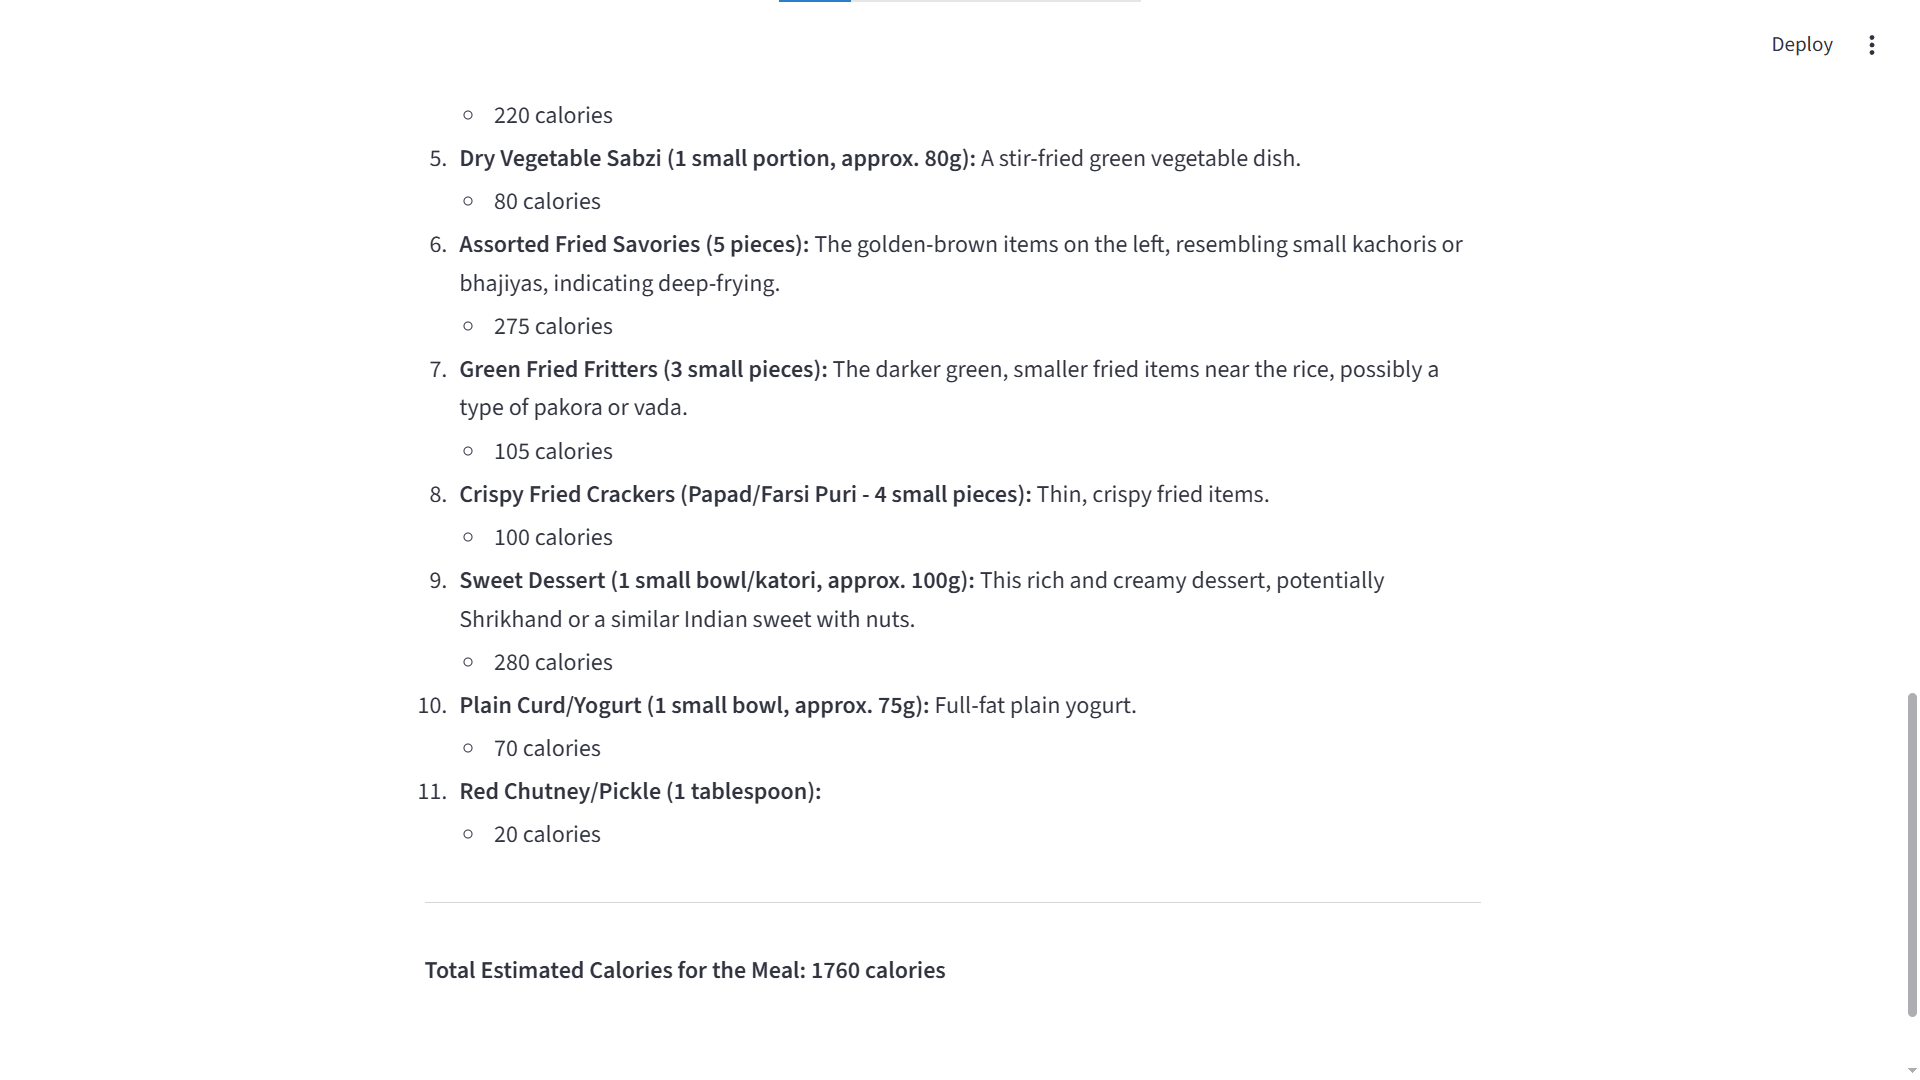 Deploy
220 calories
5. Dry Vegetable Sabzi (1 small portion, approx. 80g): A stir-fried green vegetable dish.
80 calories
6. Assorted Fried Savories (5 pieces): The golden-brown items on the left, resembling small kachoris or
bhajiyas, indicating deep-frying.
275 calories
7. Green Fried Fritters (3 small pieces): The darker green, smaller fried items near the rice, possibly a
type of pakora or vada.
105 calories
8. Crispy Fried Crackers (Papad/Farsi Puri - 4 small pieces): Thin, crispy fried items.
100 calories
9. Sweet Dessert (1 small bowl/katori, approx. 100g): This rich and creamy dessert, potentially
Shrikhand or a similar Indian sweet with nuts.
280 calories
10. Plain Curd/Yogurt (1 small bowl, approx. 75g): Full-fat plain yogurt.
70 calories
11. Red Chutney/Pickle (1 tablespoon):
20 calories
Total Estimated Calories for the Meal: 1760 calories